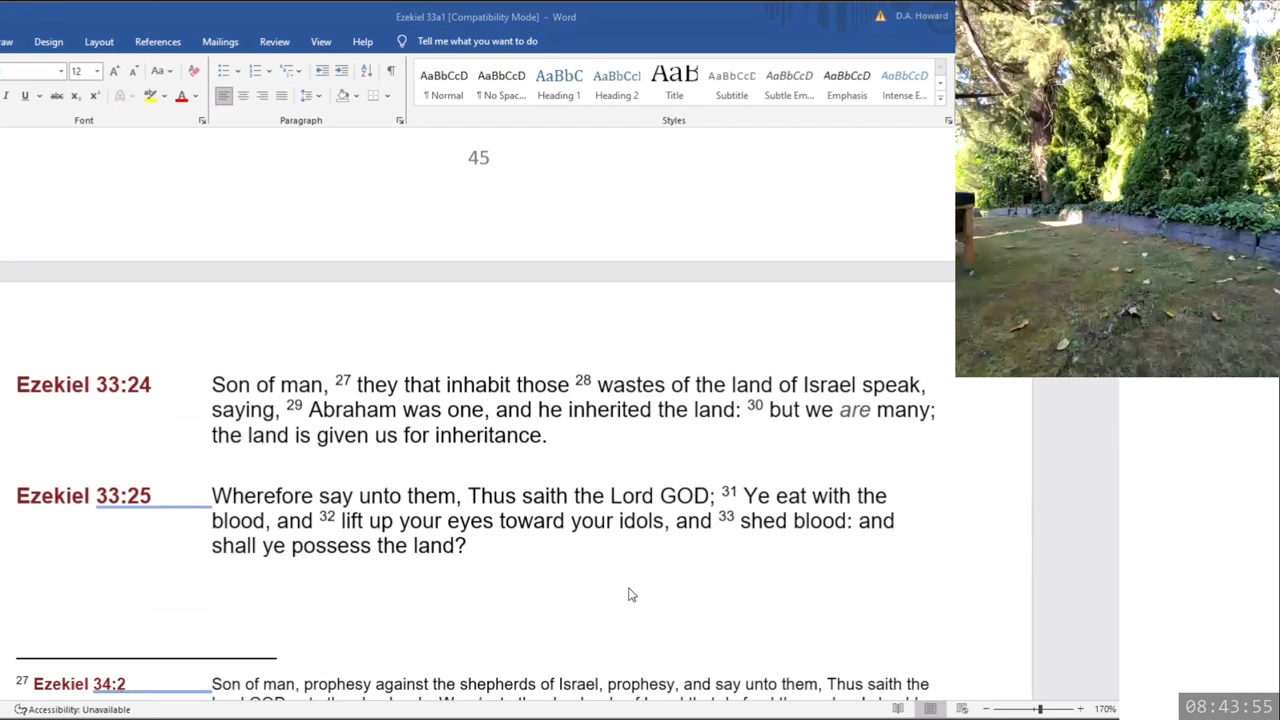 Ezekiel 33a1 [Compatibility Mode] - Word
D.A. Howard
aw Design Layout References Mailings Review View Help Tell me what you want to do
12 Aa
AaBbCcD AaBbCcD AaBbC AaBbCcI AaB AaBbCcD AaBbCcD AaBbCcD AaBbCcD
¶ Normal ¶ No Spac... Heading 1 Heading 2 Title Subtitle Subtle Em... Emphasis Intense E...
I U abc x₂ x² A A
Font Paragraph Styles
45
Ezekiel 33:24 Son of man, 27 they that inhabit those 28 wastes of the land of Israel speak,
saying, 29 Abraham was one, and he inherited the land: 30 but we are many;
the land is given us for inheritance.
Ezekiel 33:25 Wherefore say unto them, Thus saith the Lord GOD; 31 Ye eat with the
blood, and 32 lift up your eyes toward your idols, and 33 shed blood: and
shall ye possess the land?
27 Ezekiel 34:2 Son of man, prophesy against the shepherds of Israel, prophesy, and say unto them, Thus saith the
Accessibility: Unavailable
170%
08:43:55